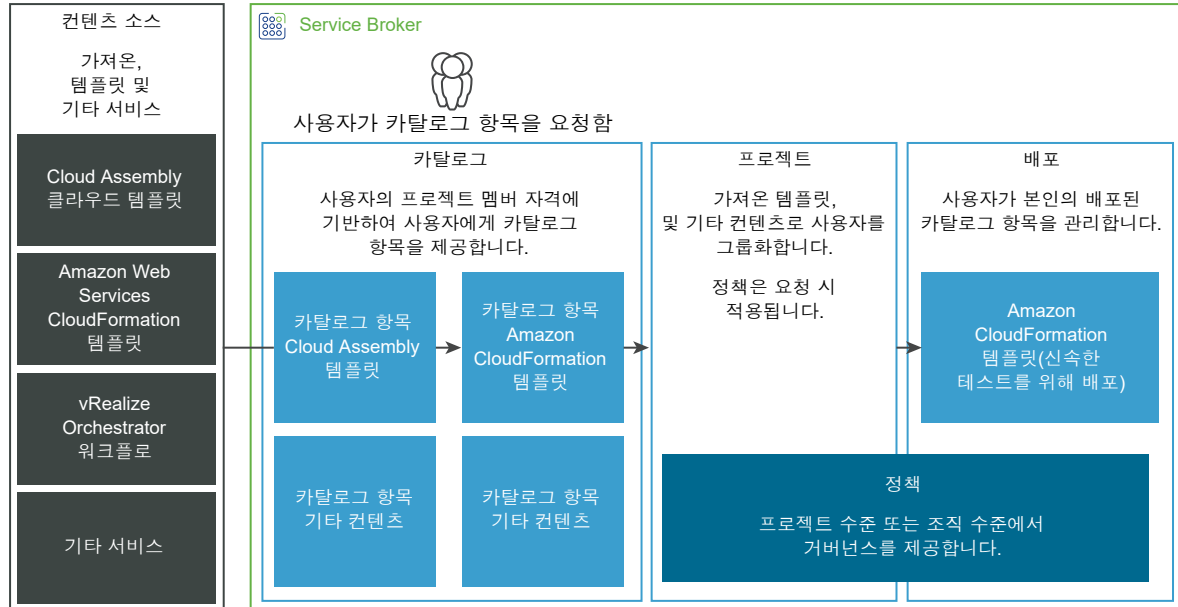 컨텐츠 소스
가져온,
템플릿 및
기타 서비스
Cloud Assembly
클라우드 템플릿
Amazon Web
Services
CloudFormation
템플릿
vRealize
Orchestrator
워크플로
기타 서비스
Service Broker
사용자가 카탈로그 항목을 요청함
카탈로그
사용자의 프로젝트 멤버 자격에
기반하여 사용자에게 카탈로그
항목을 제공합니다.
카탈로그 항목
Cloud Assembly
템플릿
카탈로그 항목
Amazon
CloudFormation
템플릿
카탈로그 항목
기타 컨텐츠
카탈로그 항목
기타 컨텐츠
프로젝트
가져온 템플릿,
및 기타 컨텐츠로 사용자를
그룹화합니다.
정책은 요청 시
적용됩니다.
배포
사용자가 본인의 배포된
카탈로그 항목을 관리합니다.
Amazon
CloudFormation
템플릿(신속한
테스트를 위해 배포)
정책
프로젝트 수준 또는 조직 수준에서
거버넌스를 제공합니다.